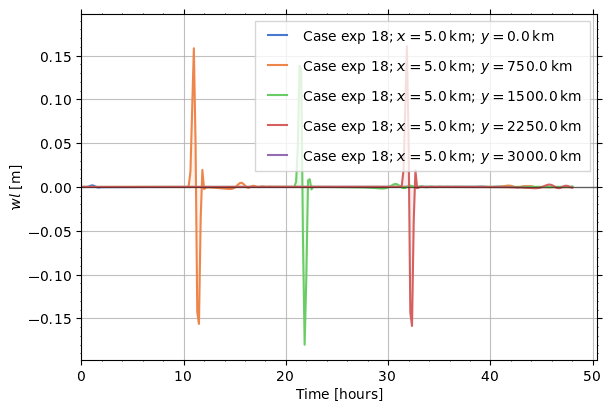 Case exp 18; x = 5.0 km; y = 0.0 km
Case exp 18; x = 5.0 km; y = 750.0 km
Case exp 18; x = 5.0 km; y = 1500.0 km
Case exp 18; x = 5.0 km; y = 2250.0 km
Case exp 18; x = 5.0 km; y = 3000.0 km
wl [m]
0.15
0.10
0.05
0.00
−0.05
−0.10
−0.15
0 10 20 30 40 50
Time [hours]